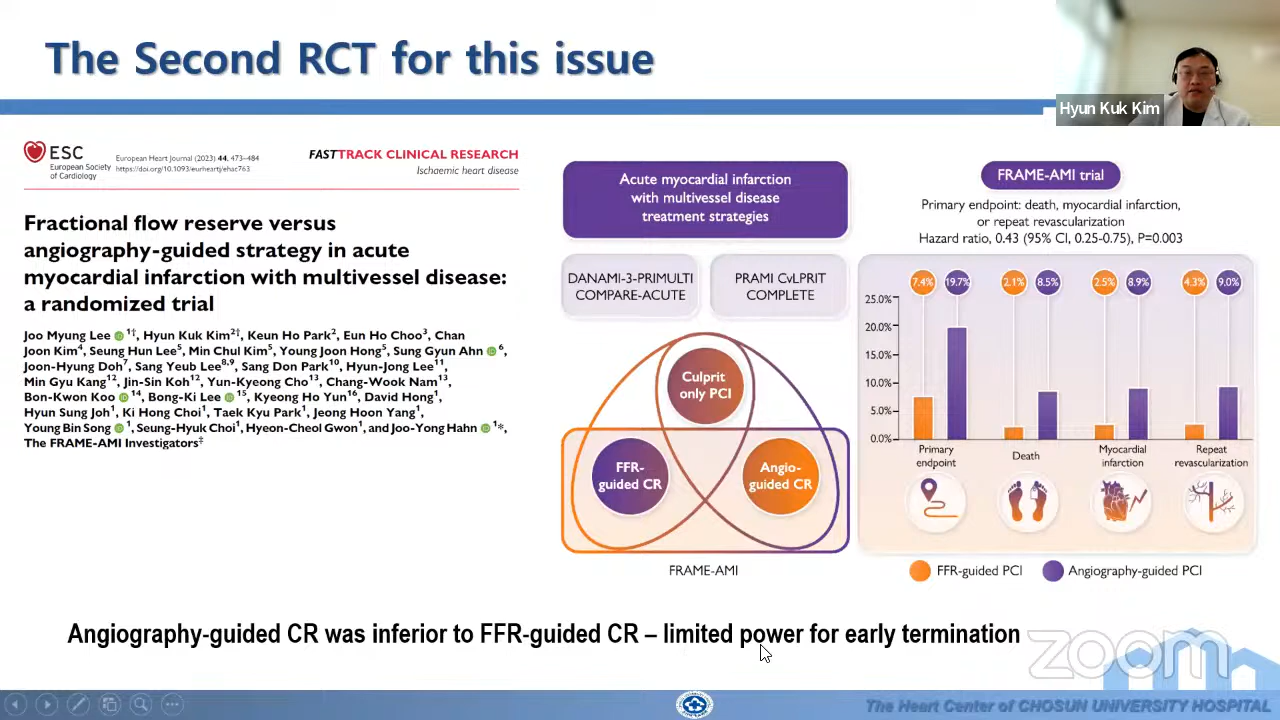 The Second RCT for this issue
Hyun Kuk Kim
ESC
European Society
of Cardiology
European Heart Journal (2023) 44, 473–484
https://doi.org/10.1093/eurheartj/ehac763
FASTTRACK CLINICAL RESEARCH
Ischaemic heart disease
Fractional flow reserve versus
angiography-guided strategy in acute
myocardial infarction with multivessel disease:
a randomized trial
Joo Myung Lee 1†, Hyun Kuk Kim2†, Keun Ho Park2, Eun Ho Choo3, Chan
Joon Kim4, Seung Hun Lee5, Min Chul Kim5, Young Joon Hong5, Sung Gyun Ahn 6,
Joon-Hyung Doh7, Sang Yeub Lee8,9, Sang Don Park10, Hyun-Jong Lee11,
Min Gyu Kang12, Jin-Sin Koh12, Yun-Kyeong Cho13, Chang-Wook Nam13,
Bon-Kwon Koo 14, Bong-Ki Lee 15, Kyeong Ho Yun16, David Hong1,
Hyun Sung Joh1, Ki Hong Choi1, Taek Kyu Park1, Jeong Hoon Yang1,
Young Bin Song 1, Seung-Hyuk Choi1, Hyeon-Cheol Gwon1, and Joo-Yong Hahn 1*,
The FRAME-AMI Investigators‡
Acute myocardial infarction
with multivessel disease
treatment strategies
DANAMI-3-PRIMULTI
COMPARE-ACUTE
PRAMI CvLPRIT
COMPLETE
Culprit
only PCI
FFR-
guided CR
Angio-
guided CR
FRAME-AMI
FRAME-AMI trial
Primary endpoint: death, myocardial infarction,
or repeat revascularization
Hazard ratio, 0.43 (95% CI, 0.25-0.75), P=0.003
7.4% 19.7% 2.1% 8.5% 2.5% 8.9% 4.3% 9.0%
25.0%
20.0%
15.0%
10.0%
5.0%
0.0%
Primary
endpoint
Death
Myocardial
infarction
Repeat
revascularization
FFR-guided PCI
Angiography-guided PCI
Angiography-guided CR was inferior to FFR-guided CR – limited power for early termination
zoom
The Heart Center of CHOSUN UNIVERSITY HOSPITAL